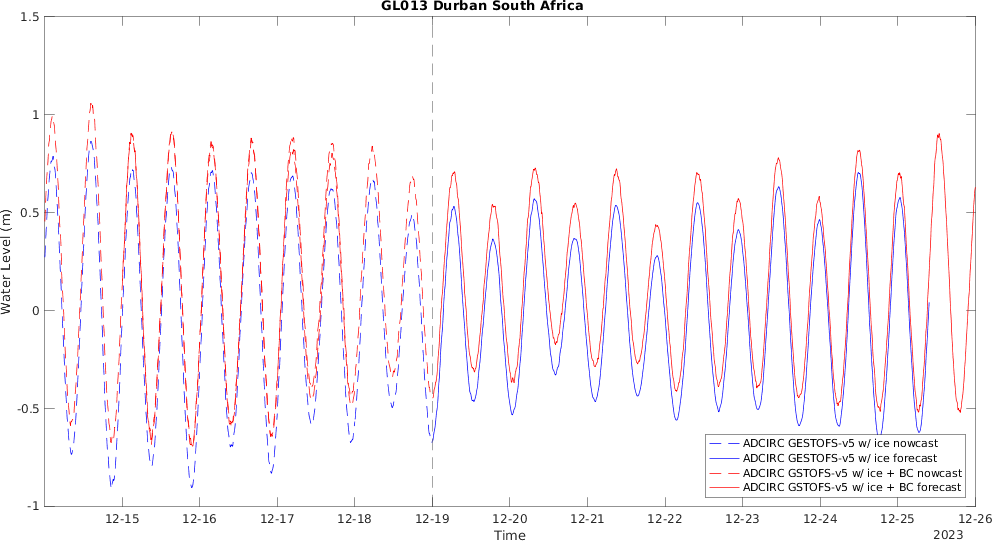 GL013 Durban South Africa
1.5
1
0.5
0
-0.5
-1
Water Level (m)
12-15 12-16 12-17 12-18 12-19 12-20 12-21 12-22 12-23 12-24 12-25 12-26
Time
2023
ADCIRC GESTOFS-v5 w/ ice nowcast
ADCIRC GESTOFS-v5 w/ ice forecast
ADCIRC GSTOFS-v5 w/ ice + BC nowcast
ADCIRC GSTOFS-v5 w/ ice + BC forecast